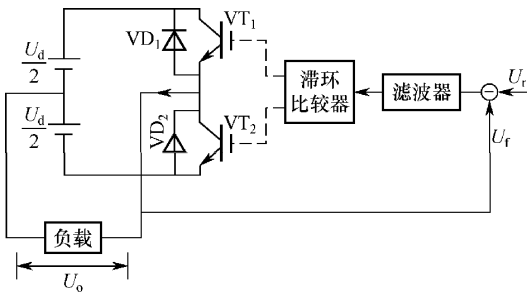 U_d/2
VD₁
VT₁
滞环
比较器
滤波器
U_r
U_f
U_d/2
VD₂
VT₂
负载
U_o